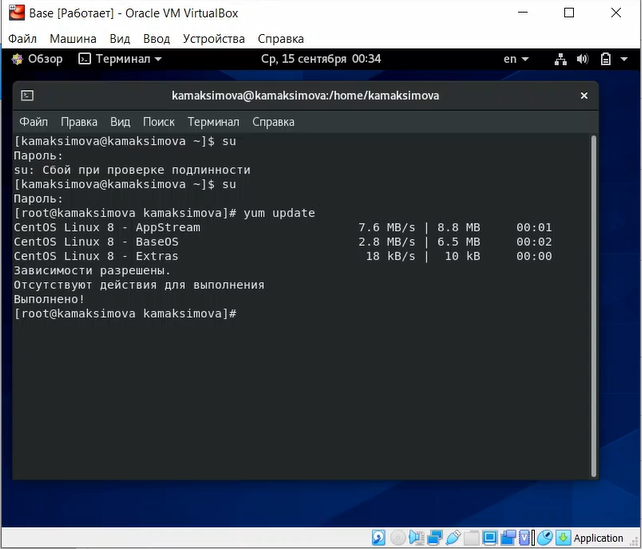 Base [Работает] - Oracle VM VirtualBox
Файл Машина Вид Ввод Устройства Справка
Обзор Терминал Ср, 15 сентября 00:34 en
kamaksimova@kamaksimova:/home/kamaksimova
Файл Правка Вид Поиск Терминал Справка
[kamaksimova@kamaksimova ~]$ su
Пароль:
su: Сбой при проверке подлинности
[kamaksimova@kamaksimova ~]$ su
Пароль:
[root@kamaksimova kamaksimova]# yum update
CentOS Linux 8 - AppStream 7.6 MB/s | 8.8 MB 00:01
CentOS Linux 8 - BaseOS 2.8 MB/s | 6.5 MB 00:02
CentOS Linux 8 - Extras 18 kB/s | 10 kB 00:00
Зависимости разрешены.
Отсутствуют действия для выполнения
Выполнено!
[root@kamaksimova kamaksimova]#
Application